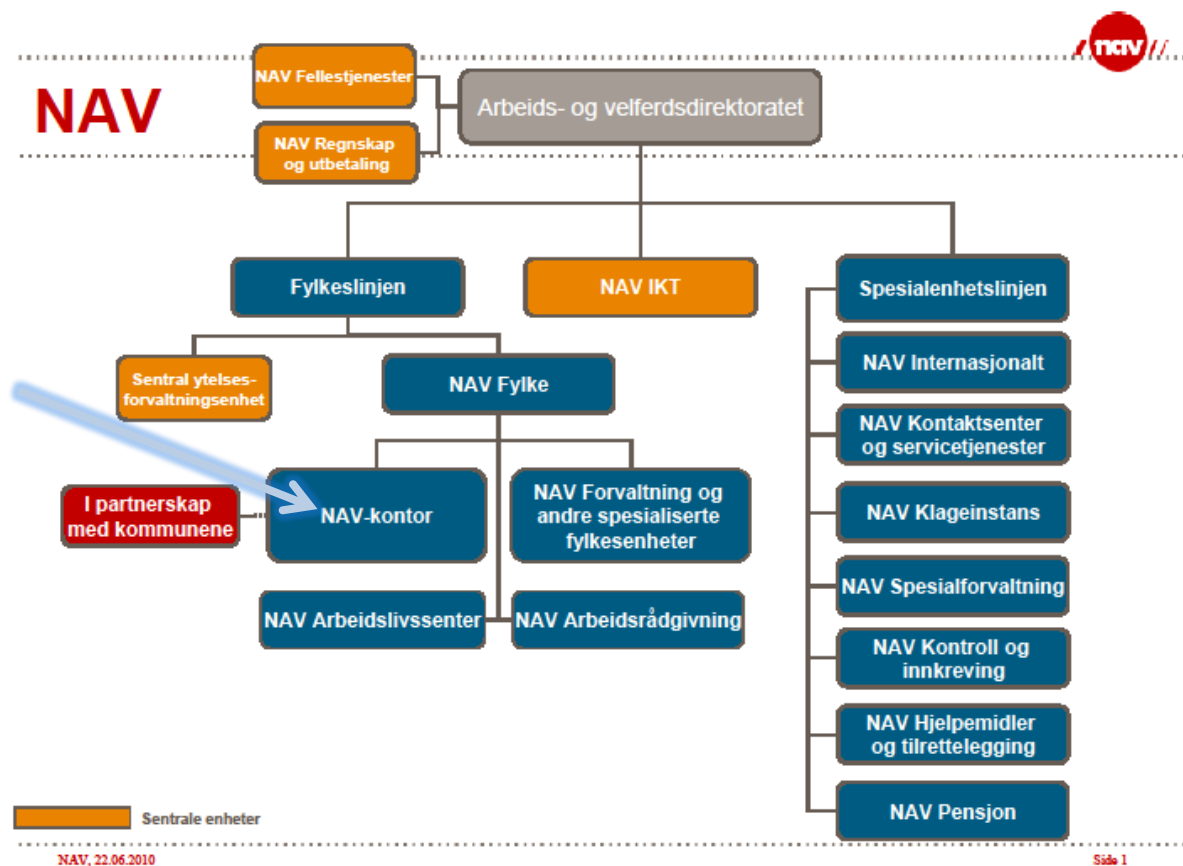 nav
NAV
NAV Fellestjenester
Arbeids- og velferdsdirektoratet
NAV Regnskap
og utbetaling
Fylkeslinjen
NAV IKT
Spesialenhetslinjen
Sentral ytelses-
forvaltningsenhet
NAV Fylke
NAV Internasjonalt
NAV Kontaktsenter
og servicetjenester
I partnerskap
med kommunene
NAV-kontor
NAV Forvaltning og
andre spesialiserte
fylkesenheter
NAV Klageinstans
NAV Spesialforvaltning
NAV Arbeidslivssenter
NAV Arbeidsrådgivning
NAV Kontroll og
innkreving
NAV Hjelpemidler
og tilrettelegging
NAV Pensjon
Sentrale enheter
NAV, 22.06.2010
Side 1